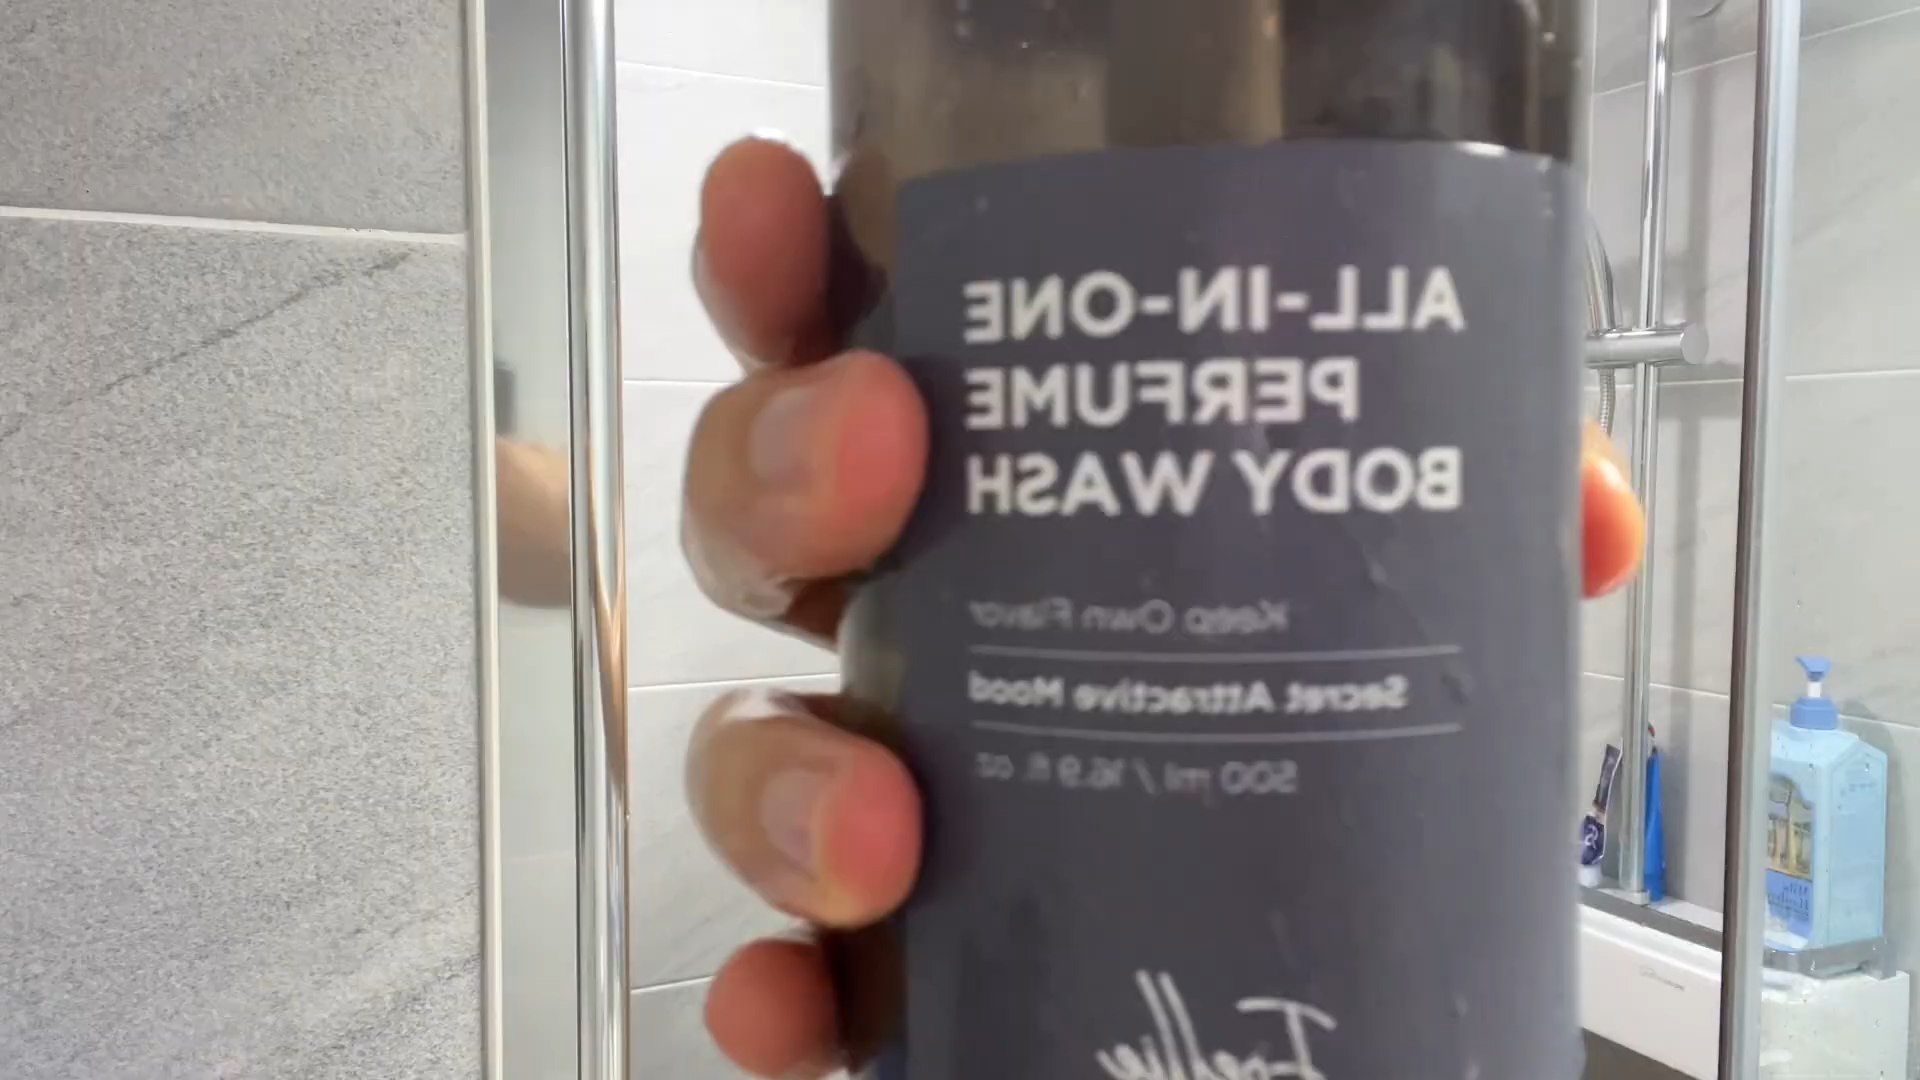 ALL-IN-ONE
PERFUME
BODY WASH
Keep Own Flavor
Secret Attractive Mood
500 ml / 16.9 fl. oz